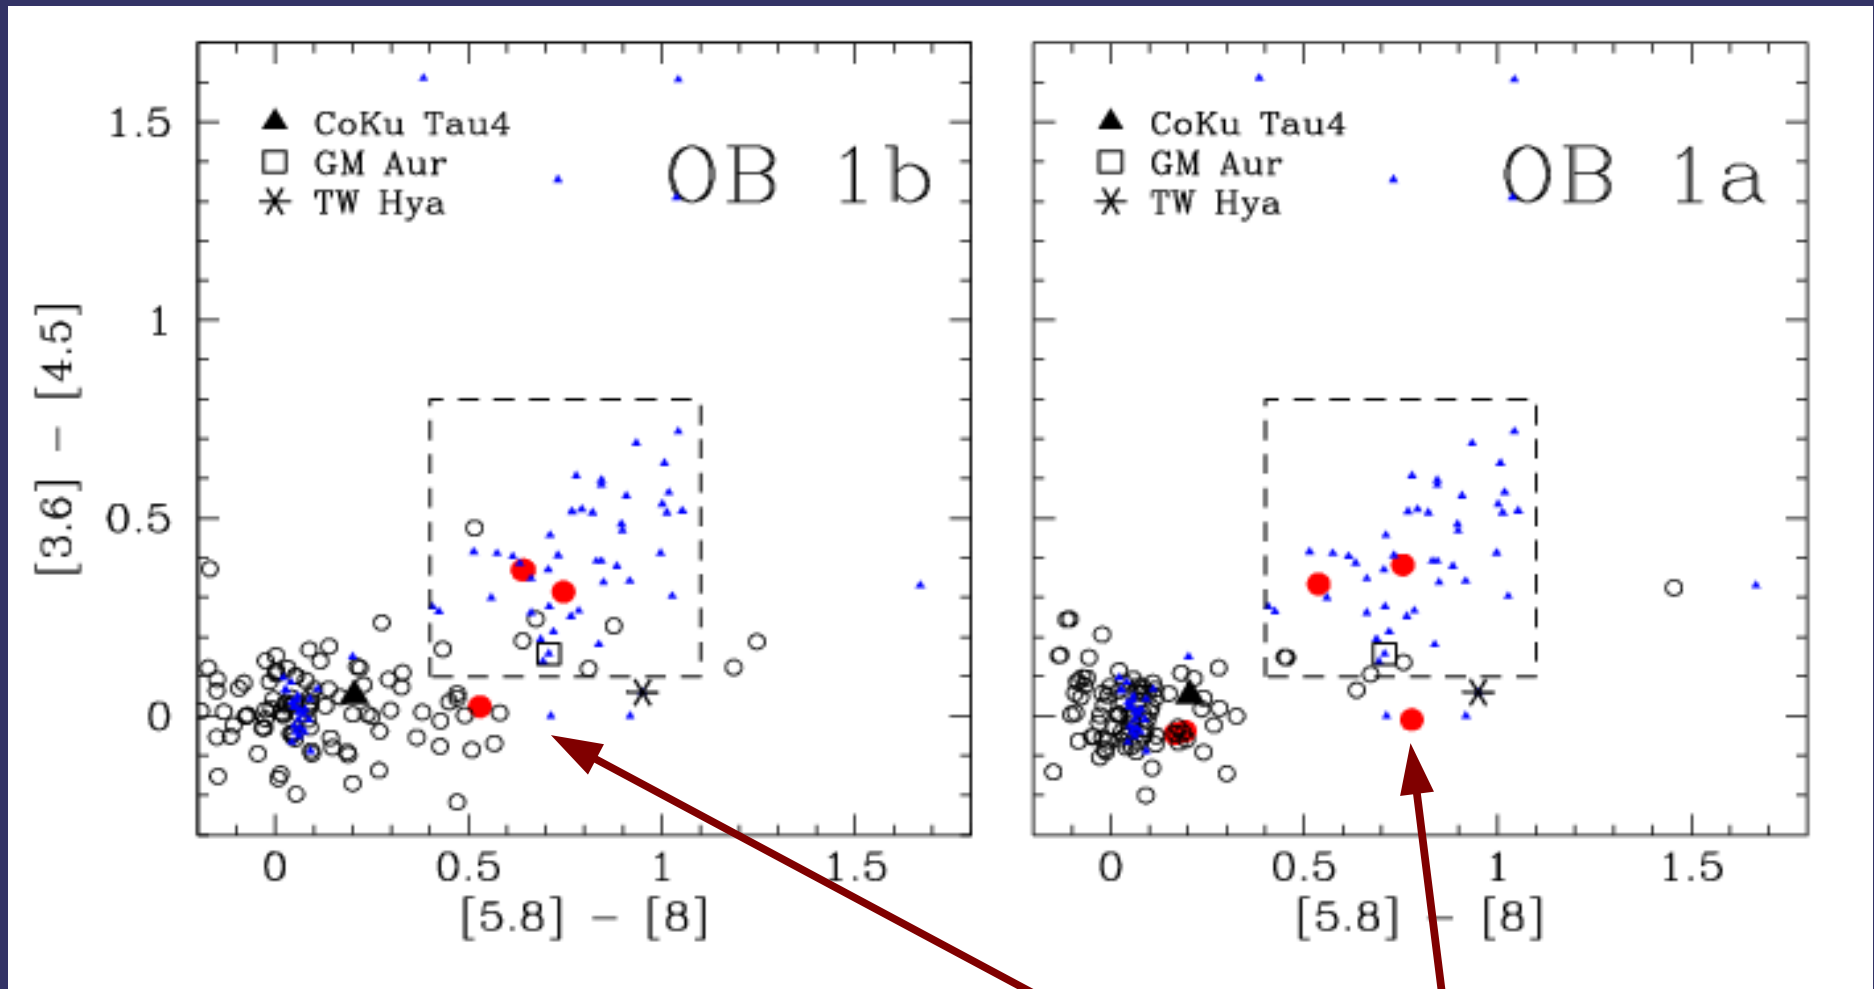 CoKu Tau4
GM Aur
TW Hya
OB 1b
1.5
1
0.5
0
[3.6] – [4.5]
0 0.5 1 1.5
[5.8] – [8]
CoKu Tau4
GM Aur
TW Hya
OB 1a
0 0.5 1 1.5
[5.8] – [8]